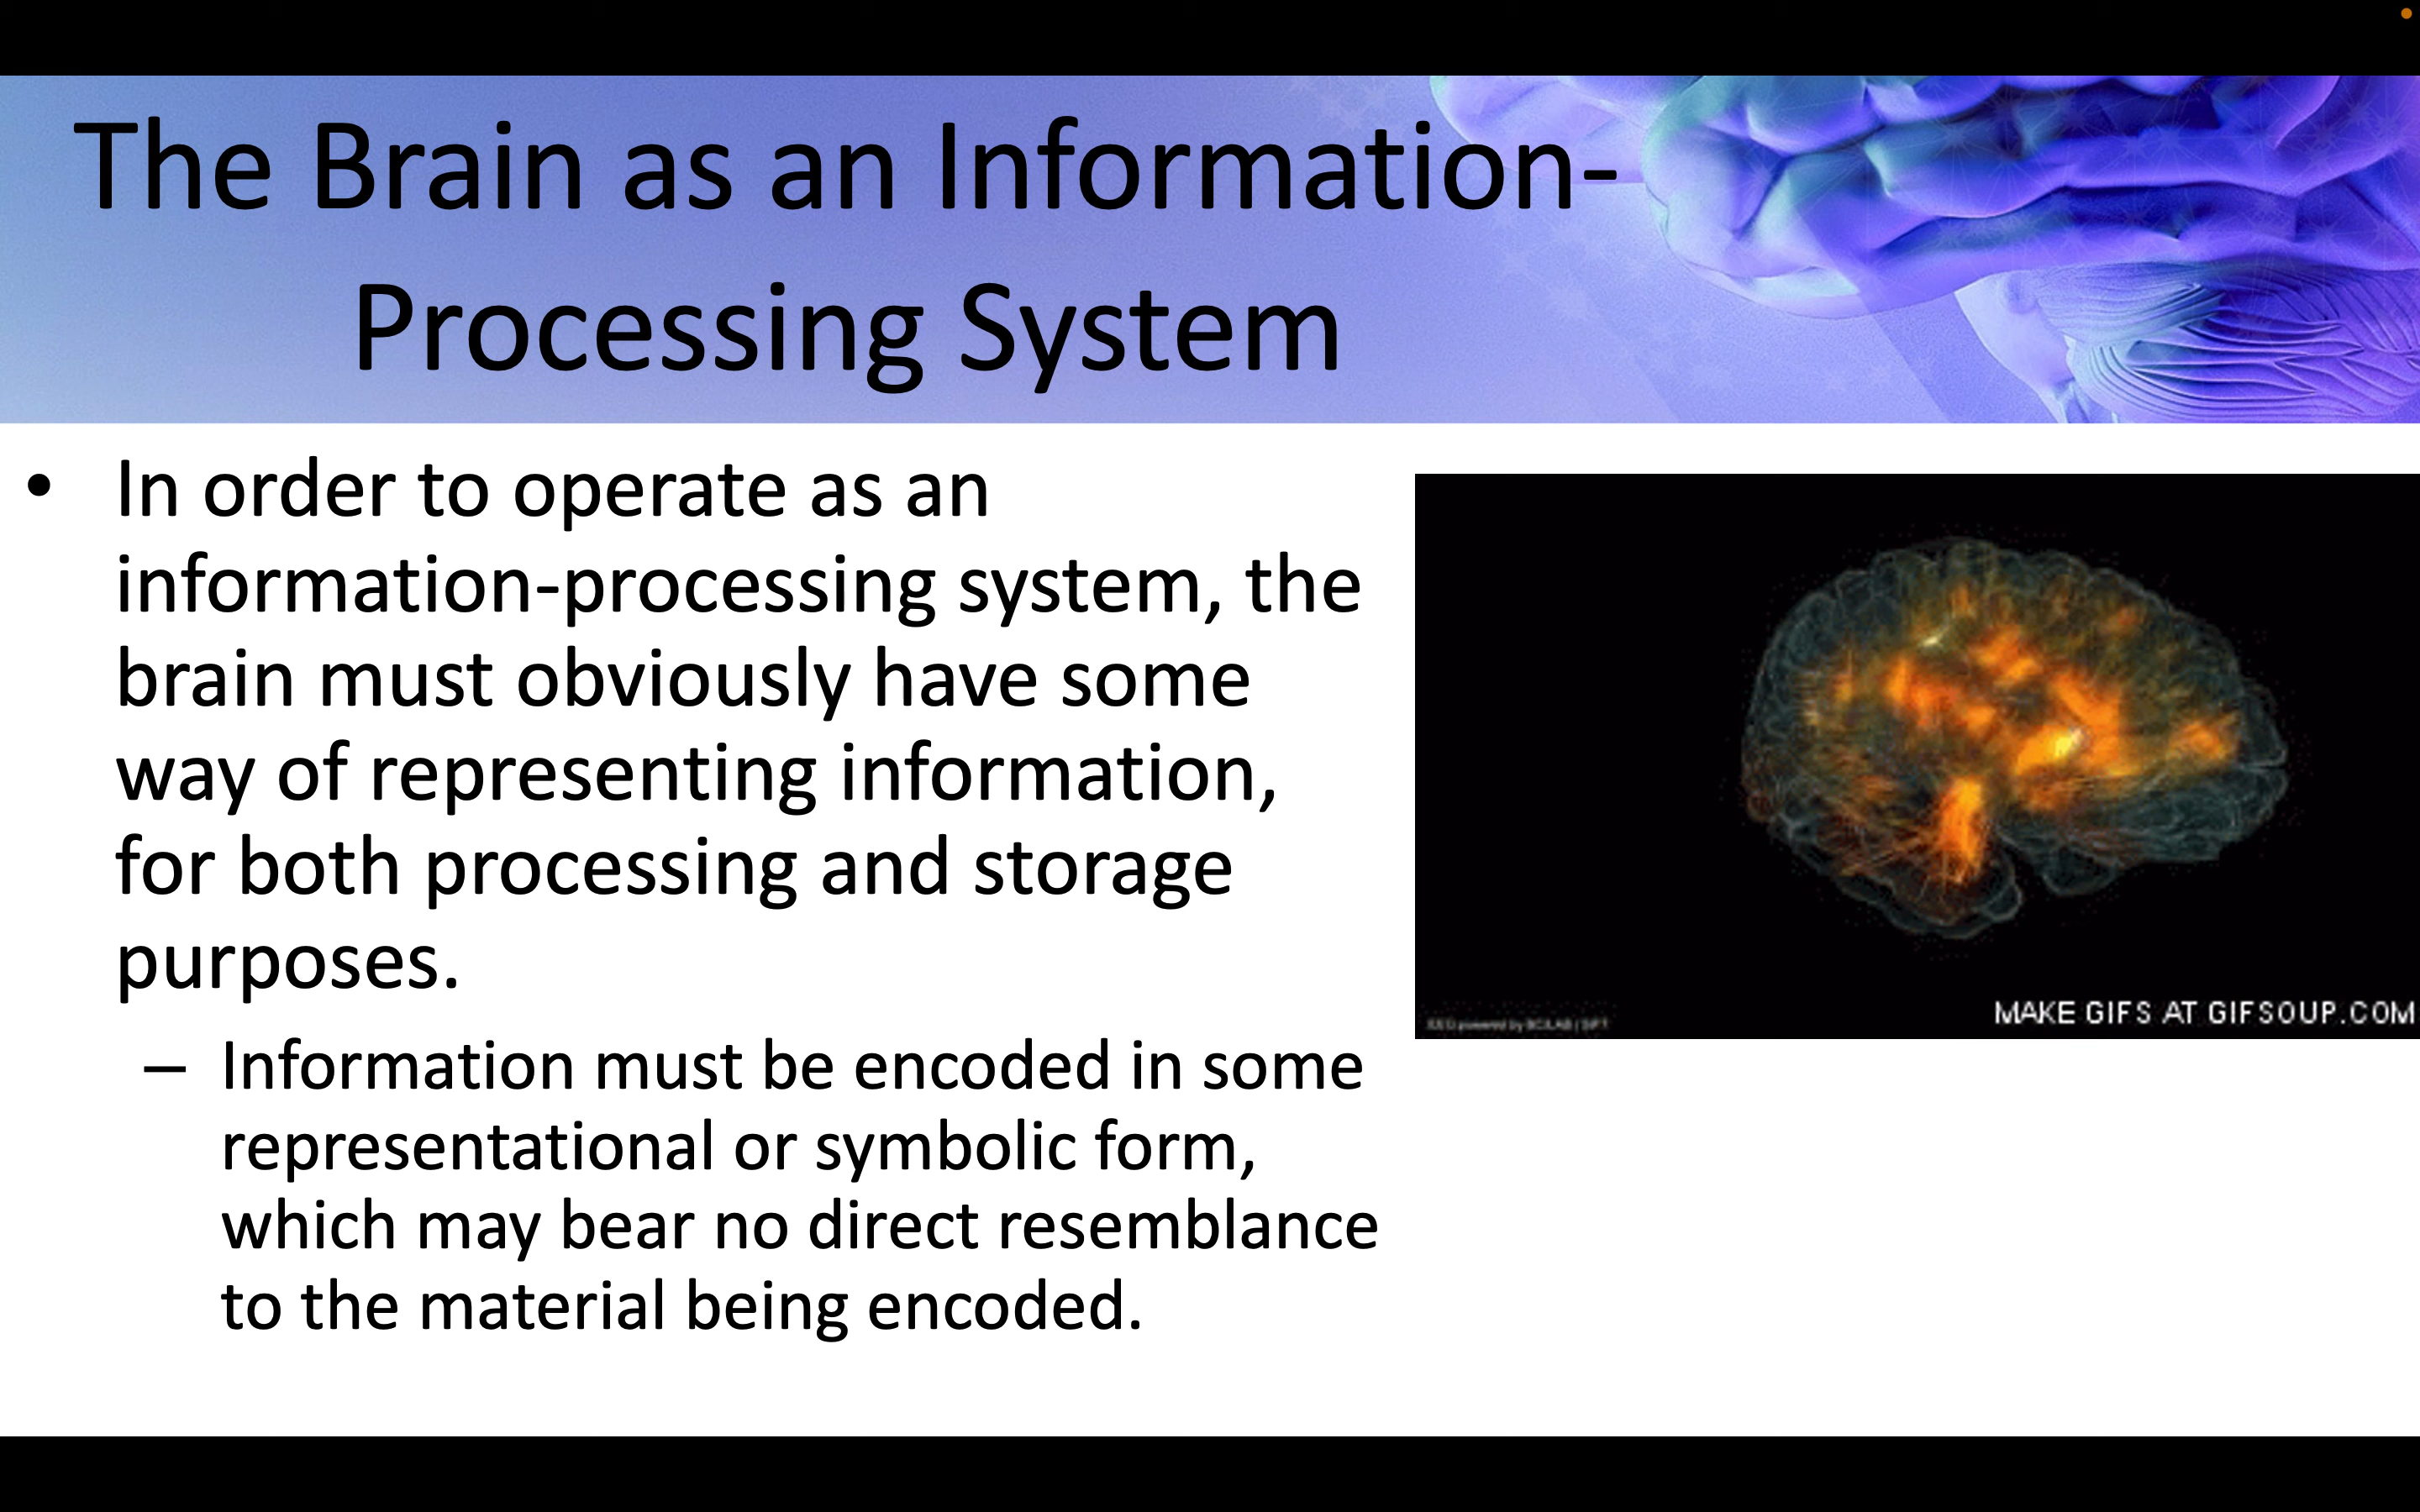 The Brain as an Information-
Processing System
• In order to operate as an
information-processing system, the
brain must obviously have some
way of representing information,
for both processing and storage
purposes.
– Information must be encoded in some
representational or symbolic form,
which may bear no direct resemblance
to the material being encoded.
MAKE GIFS AT GIFSOUP.COM